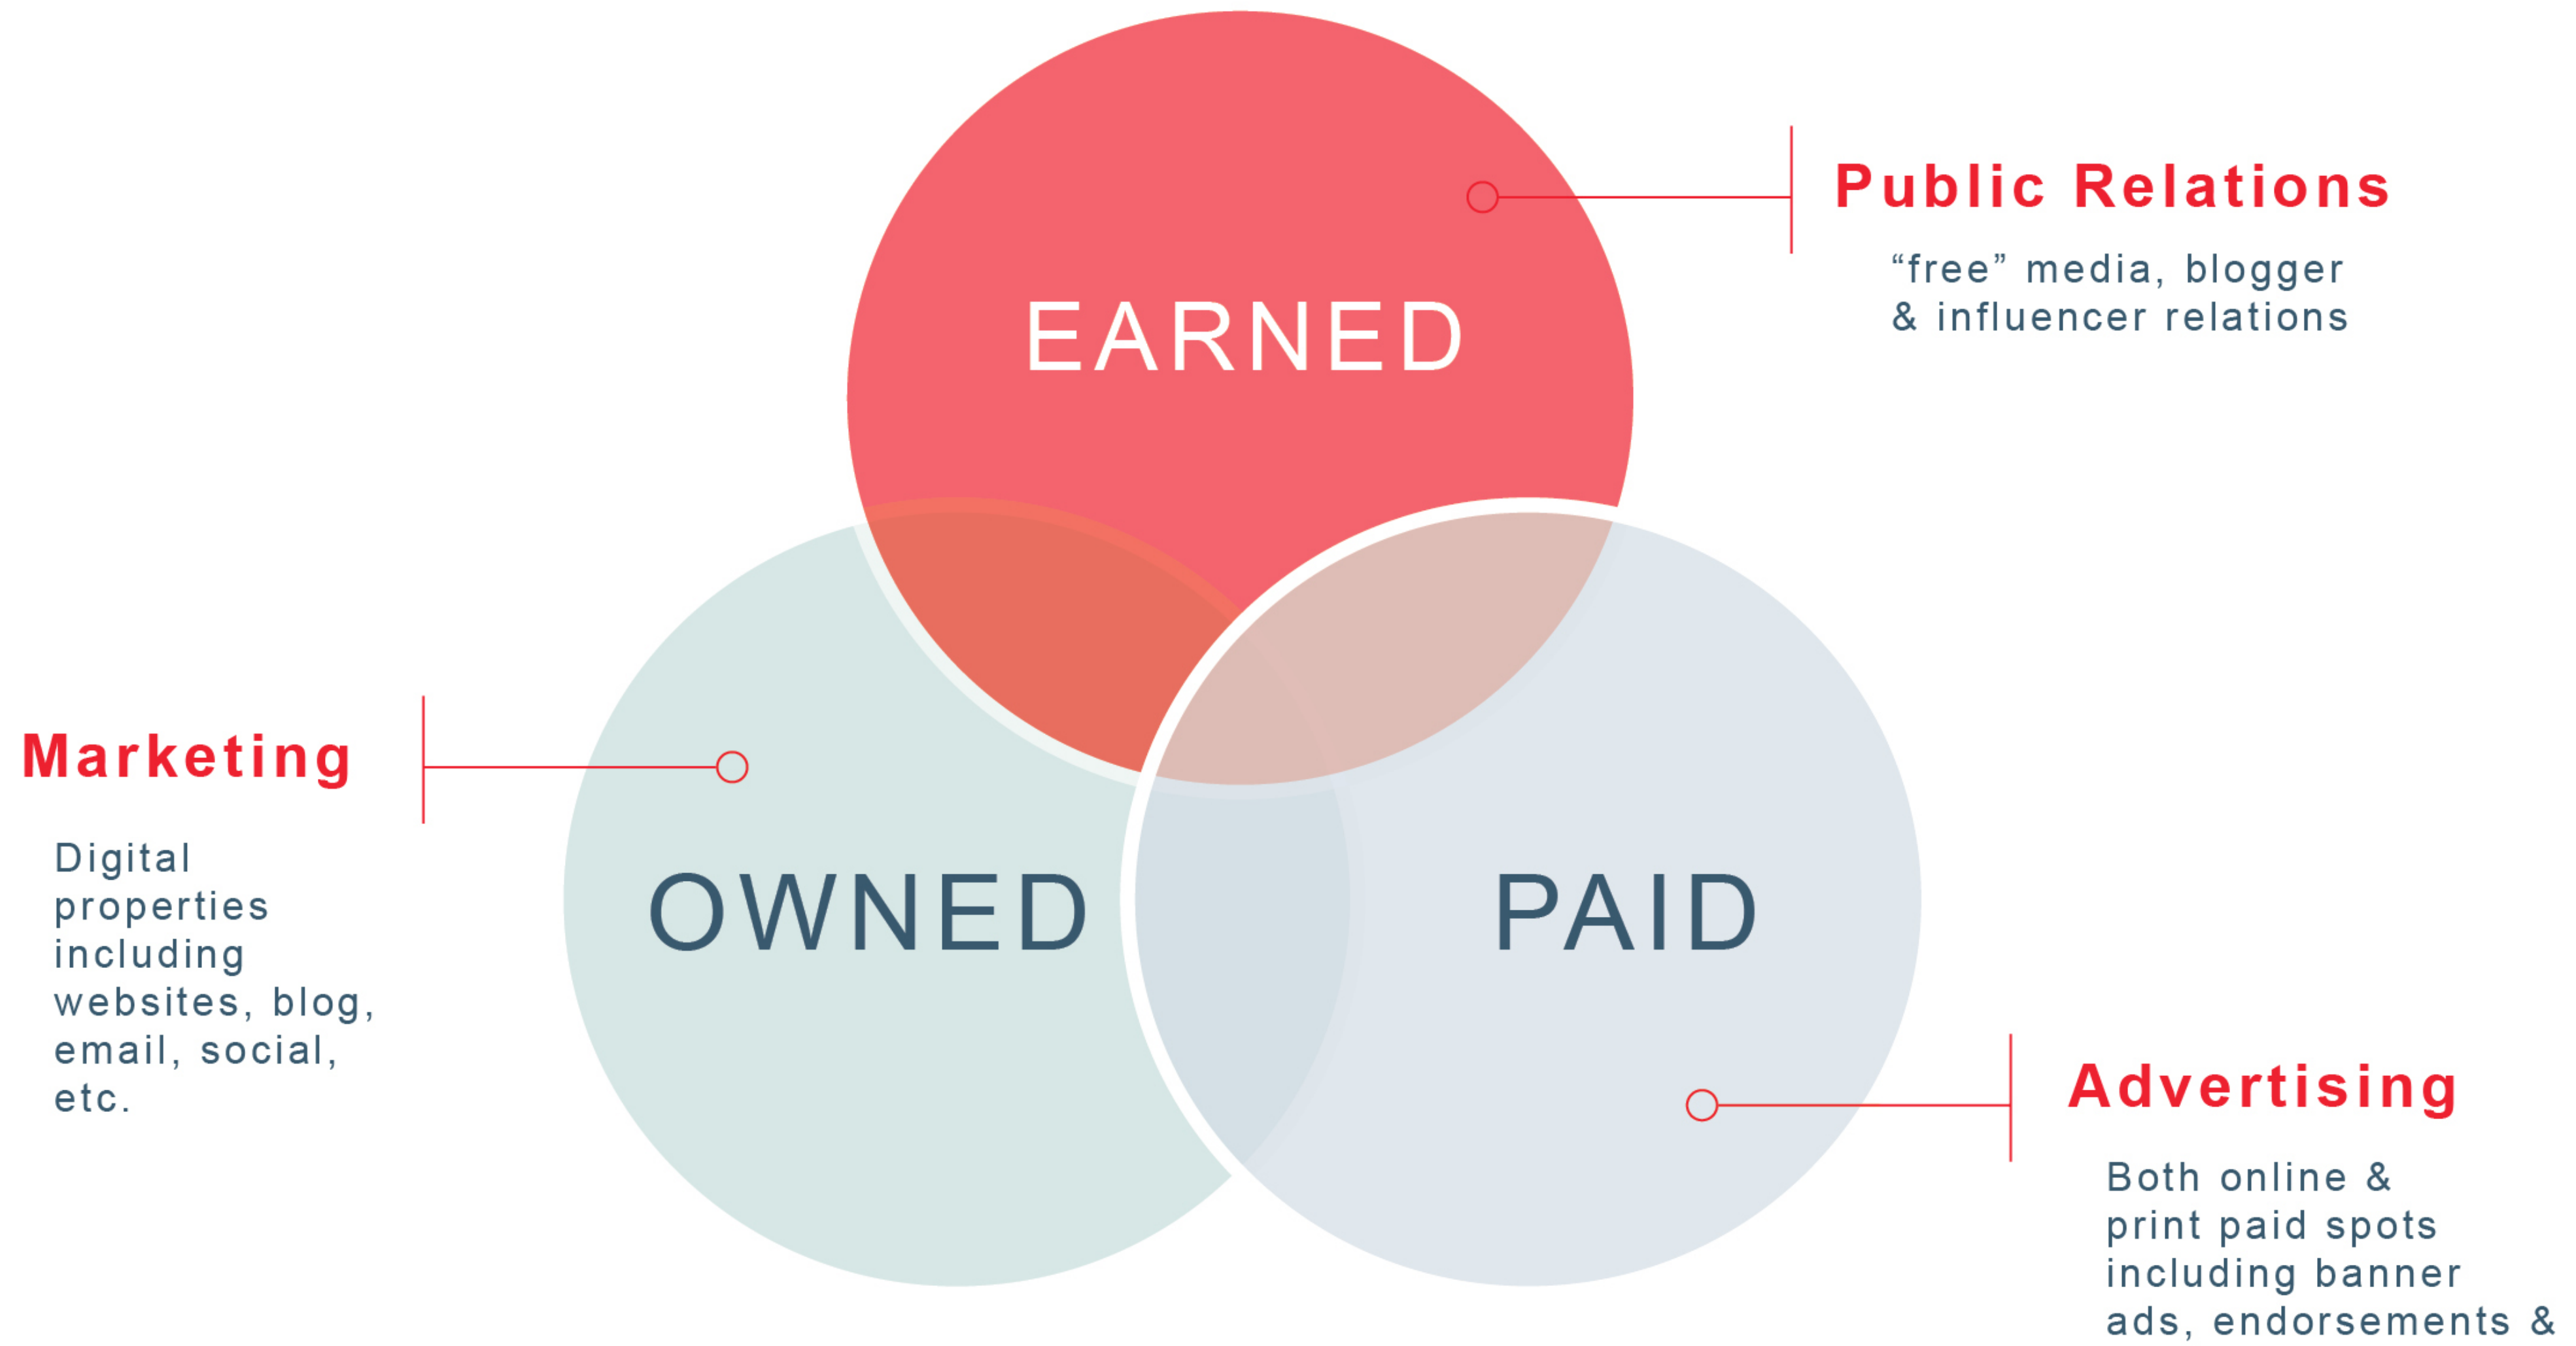 EARNED
Public Relations
“free” media, blogger
& influencer relations
Marketing
Digital
properties
including
websites, blog,
email, social,
etc.
OWNED
PAID
Advertising
Both online &
print paid spots
including banner
ads, endorsements &